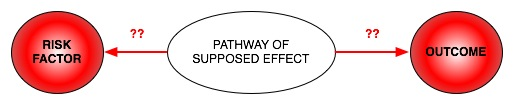 RISK
FACTOR
??
PATHWAY OF
SUPPOSED EFFECT
??
OUTCOME